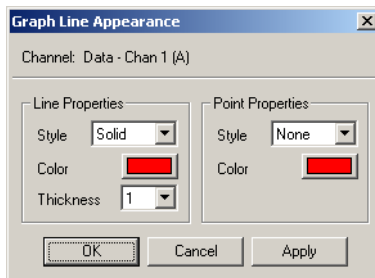 Graph Line Appearance
Channel: Data - Chan 1 (A)
Line Properties
Style Solid
Color
Thickness 1
Point Properties
Style None
Color
OK Cancel Apply